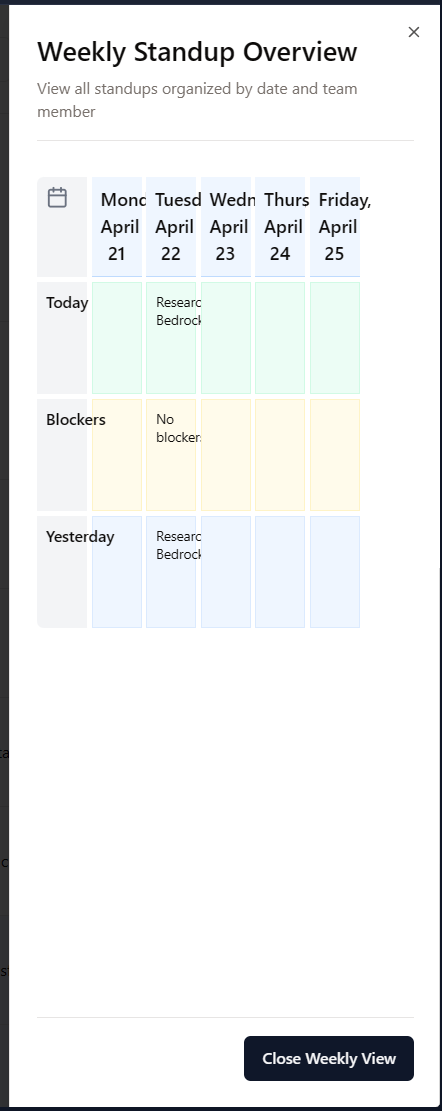 Weekly Standup Overview
View all standups organized by date and team
member
Mond Tuesd Wedn Thurs Friday,
April April April April April
21 22 23 24 25
Today
Researc
Bedrock
Blockers
No
blockers
Yesterday
Researc
Bedrock
Close Weekly View